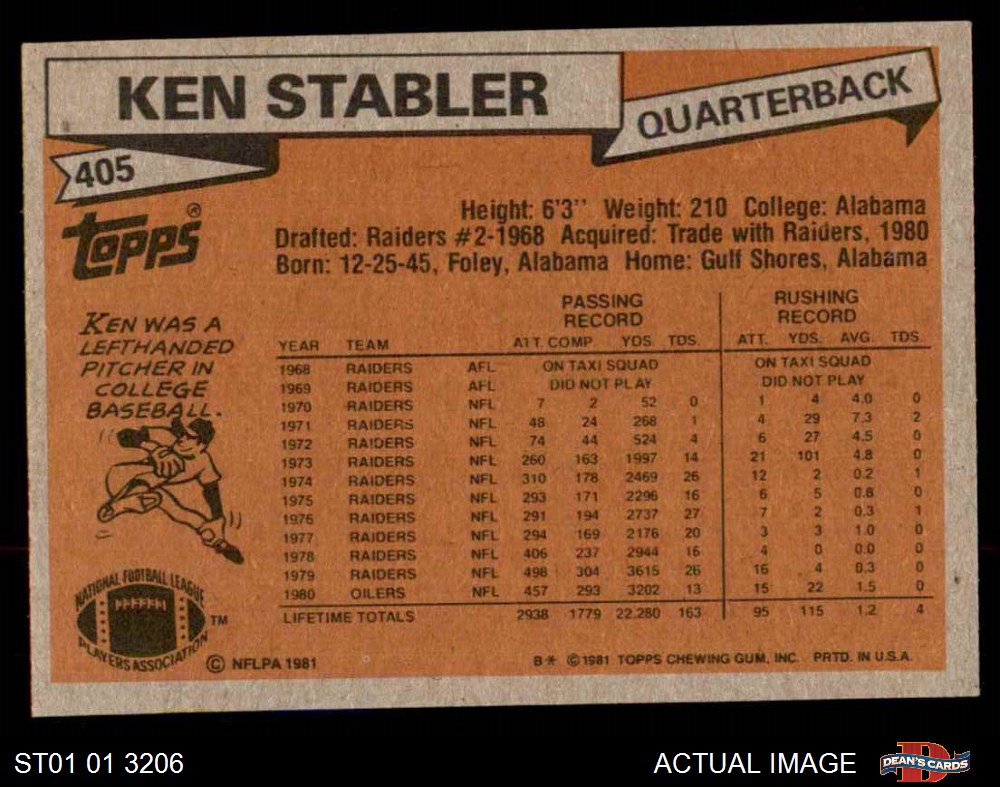 KEN STABLER
QUARTERBACK
405
topps®
Height: 6'3'' Weight: 210 College: Alabama
Drafted: Raiders #2-1968 Acquired: Trade with Raiders, 1980
Born: 12-25-45, Foley, Alabama Home: Gulf Shores, Alabama
KEN WAS A
LEFTHANDED
PITCHER IN
COLLEGE
BASEBALL.
PASSING RECORD RUSHING RECORD
YEAR TEAM ATT. COMP. YDS. TDS. ATT. YDS. AVG. TDS.
1968 RAIDERS AFL ON TAXI SQUAD ON TAXI SQUAD
1969 RAIDERS AFL DID NOT PLAY DID NOT PLAY
1970 RAIDERS NFL 7 2 52 0 1 4 4.0 0
1971 RAIDERS NFL 48 24 268 1 4 29 7.3 2
1972 RAIDERS NFL 74 44 524 4 6 27 4.5 0
1973 RAIDERS NFL 260 163 1997 14 21 101 4.8 0
1974 RAIDERS NFL 310 178 2469 26 12 2 0.2 1
1975 RAIDERS NFL 293 171 2296 16 6 5 0.8 0
1976 RAIDERS NFL 291 194 2737 27 7 2 0.3 1
1977 RAIDERS NFL 294 169 2176 20 3 3 1.0 0
1978 RAIDERS NFL 406 237 2944 16 4 0 0.0 0
1979 RAIDERS NFL 498 304 3615 26 16 4 0.3 0
1980 OILERS NFL 457 293 3202 13 15 22 1.5 0
LIFETIME TOTALS 2938 1779 22,280 163 95 115 1.2 4
NATIONAL FOOTBALL LEAGUE
PLAYERS ASSOCIATION
TM
© NFLPA 1981
B* © 1981 TOPPS CHEWING GUM, INC. PRTD. IN U.S.A.
ST01 01 3206
ACTUAL IMAGE
D
DEAN'S CARDS